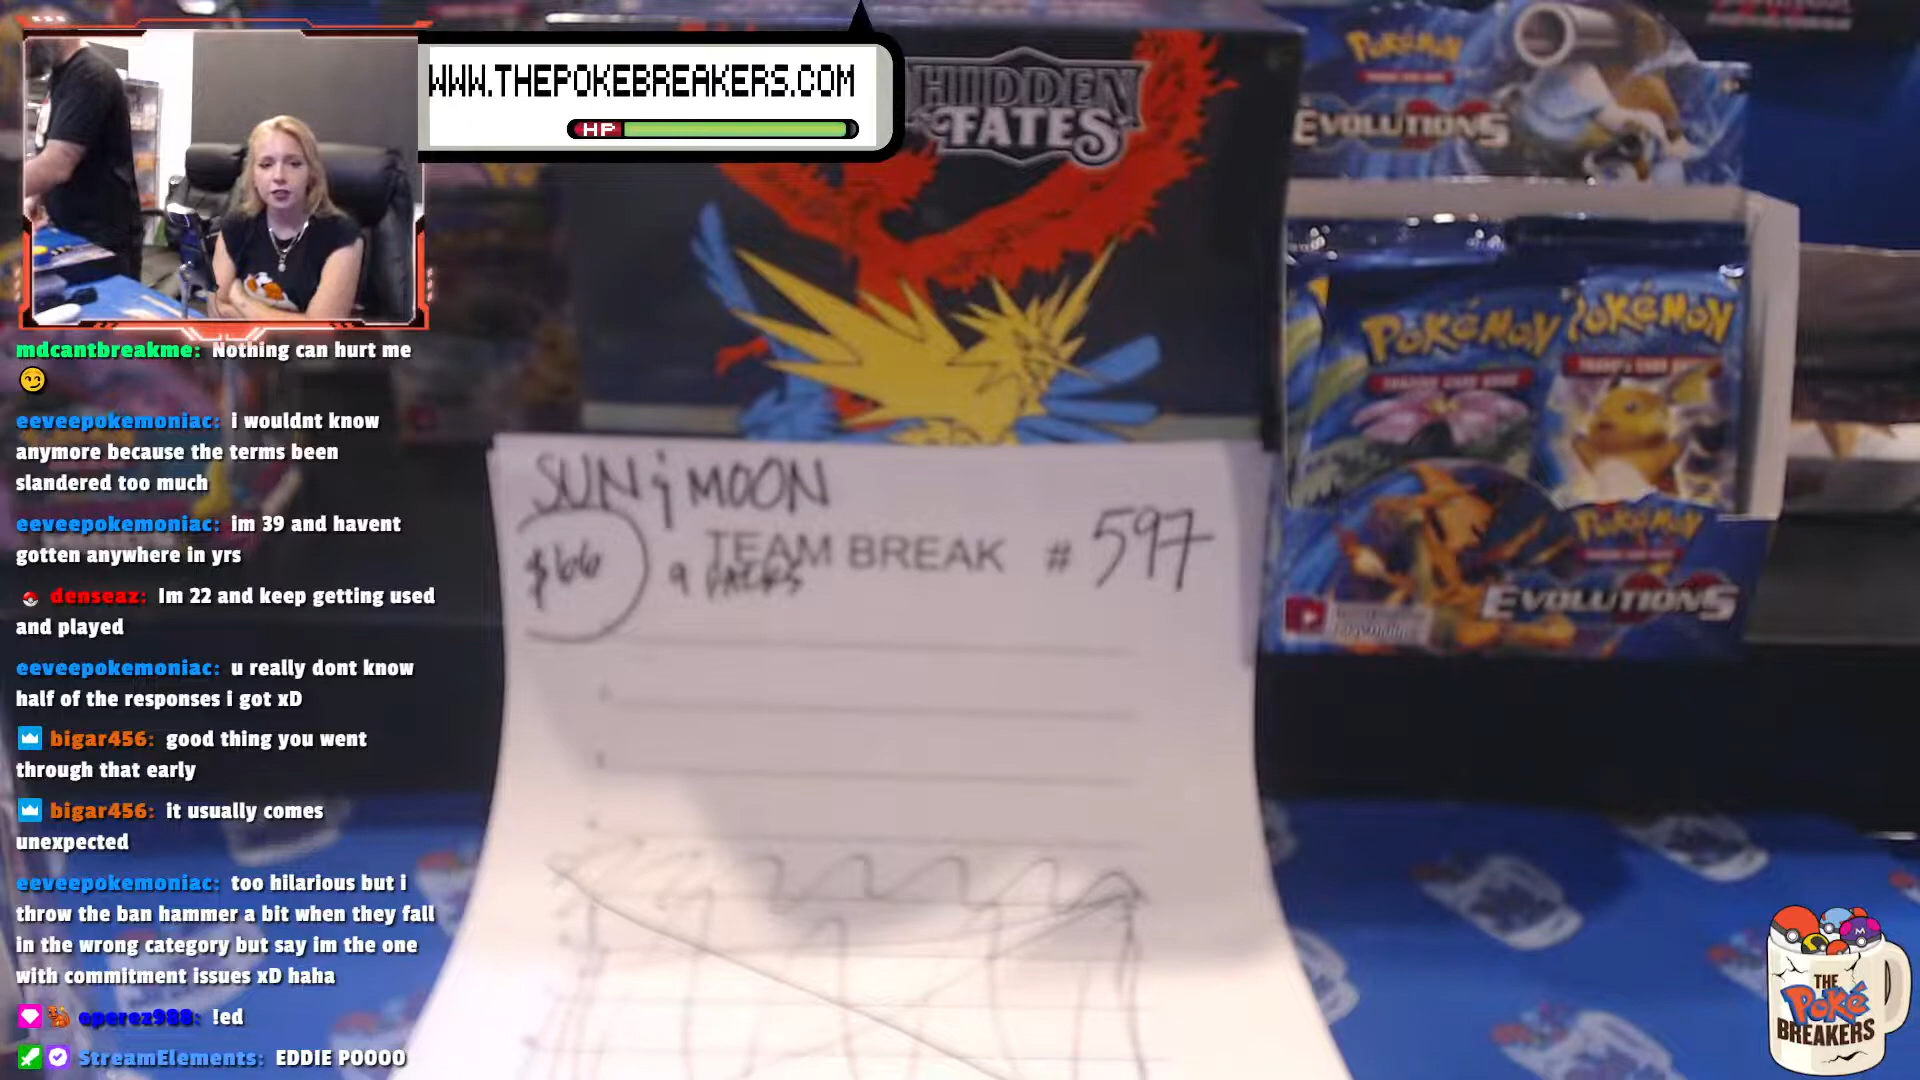 WWW.THEPOKEBREAKERS.COM
HP
HIDDEN
FATES
POKéMON
EVOLUTIONS
POKéMON
POKéMON
POKéMON
EVOLUTIONS
SUN & MOON
$66
TEAM BREAK # 597
9 PACKS
mdcantbreakme: Nothing can hurt me
eeveepokemoniac: i wouldnt know
anymore because the terms been
slandered too much
eeveepokemoniac: im 39 and havent
gotten anywhere in yrs
denseaz: Im 22 and keep getting used
and played
eeveepokemoniac: u really dont know
half of the responses i got xD
bigar456: good thing you went
through that early
bigar456: it usually comes
unexpected
eeveepokemoniac: too hilarious but i
throw the ban hammer a bit when they fall
in the wrong category but say im the one
with commitment issues xD haha
eperez988: !ed
StreamElements: EDDIE POOOO
THE
Poké
BREAKERS